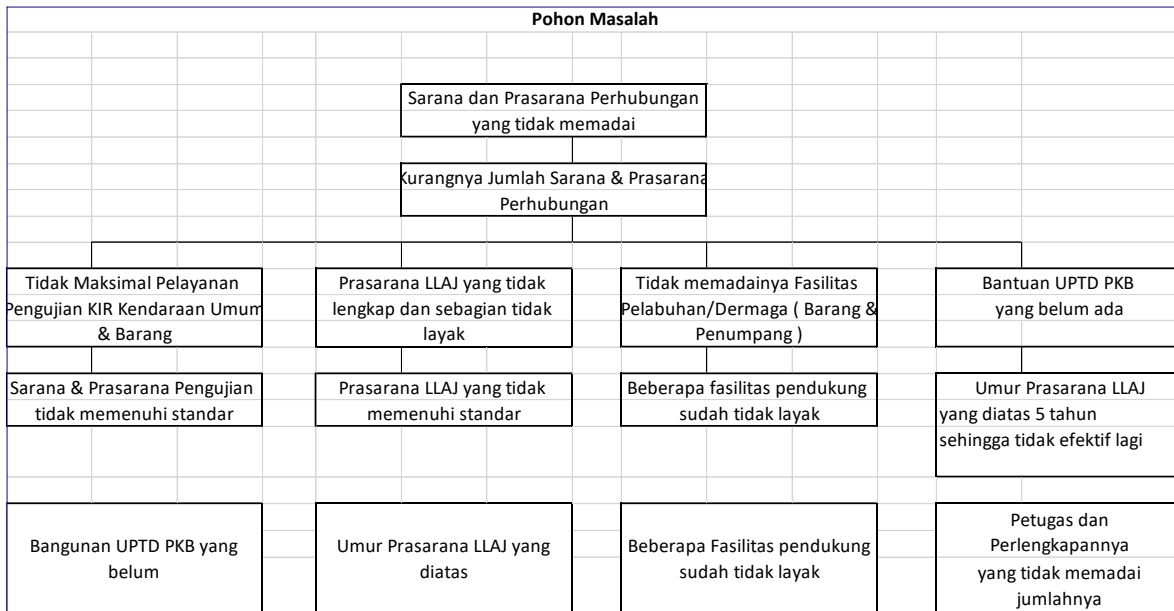 Pohon Masalah
Sarana dan Prasarana Perhubungan
yang tidak memadai
Kurangnya Jumlah Sarana & Prasarana
Perhubungan
Tidak Maksimal Pelayanan
Pengujian KIR Kendaraan Umum
& Barang
Prasarana LLAJ yang tidak
lengkap dan sebagian tidak
layak
Tidak memadainya Fasilitas
Pelabuhan/Dermaga ( Barang &
Penumpang )
Bantuan UPTD PKB
yang belum ada
Sarana & Prasarana Pengujian
tidak memenuhi standar
Prasarana LLAJ yang tidak
memenuhi standar
Beberapa fasilitas pendukung
sudah tidak layak
Umur Prasarana LLAJ
yang diatas 5 tahun
sehingga tidak efektif lagi
Bangunan UPTD PKB yang
belum
Umur Prasarana LLAJ yang
diatas
Beberapa Fasilitas pendukung
sudah tidak layak
Petugas dan
Perlengkapannya
yang tidak memadai
jumlahnya